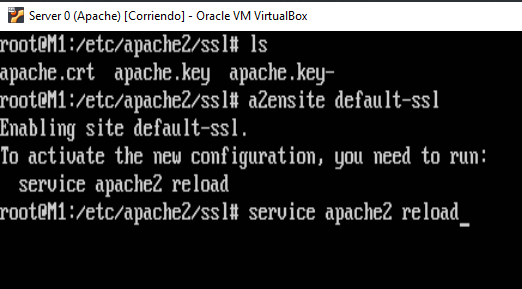 Server 0 (Apache) [Corriendo] - Oracle VM VirtualBox
root@M1:/etc/apache2/ssl# ls
apache.crt  apache.key  apache.key-
root@M1:/etc/apache2/ssl# a2ensite default-ssl
Enabling site default-ssl.
To activate the new configuration, you need to run:
  service apache2 reload
root@M1:/etc/apache2/ssl# service apache2 reload_